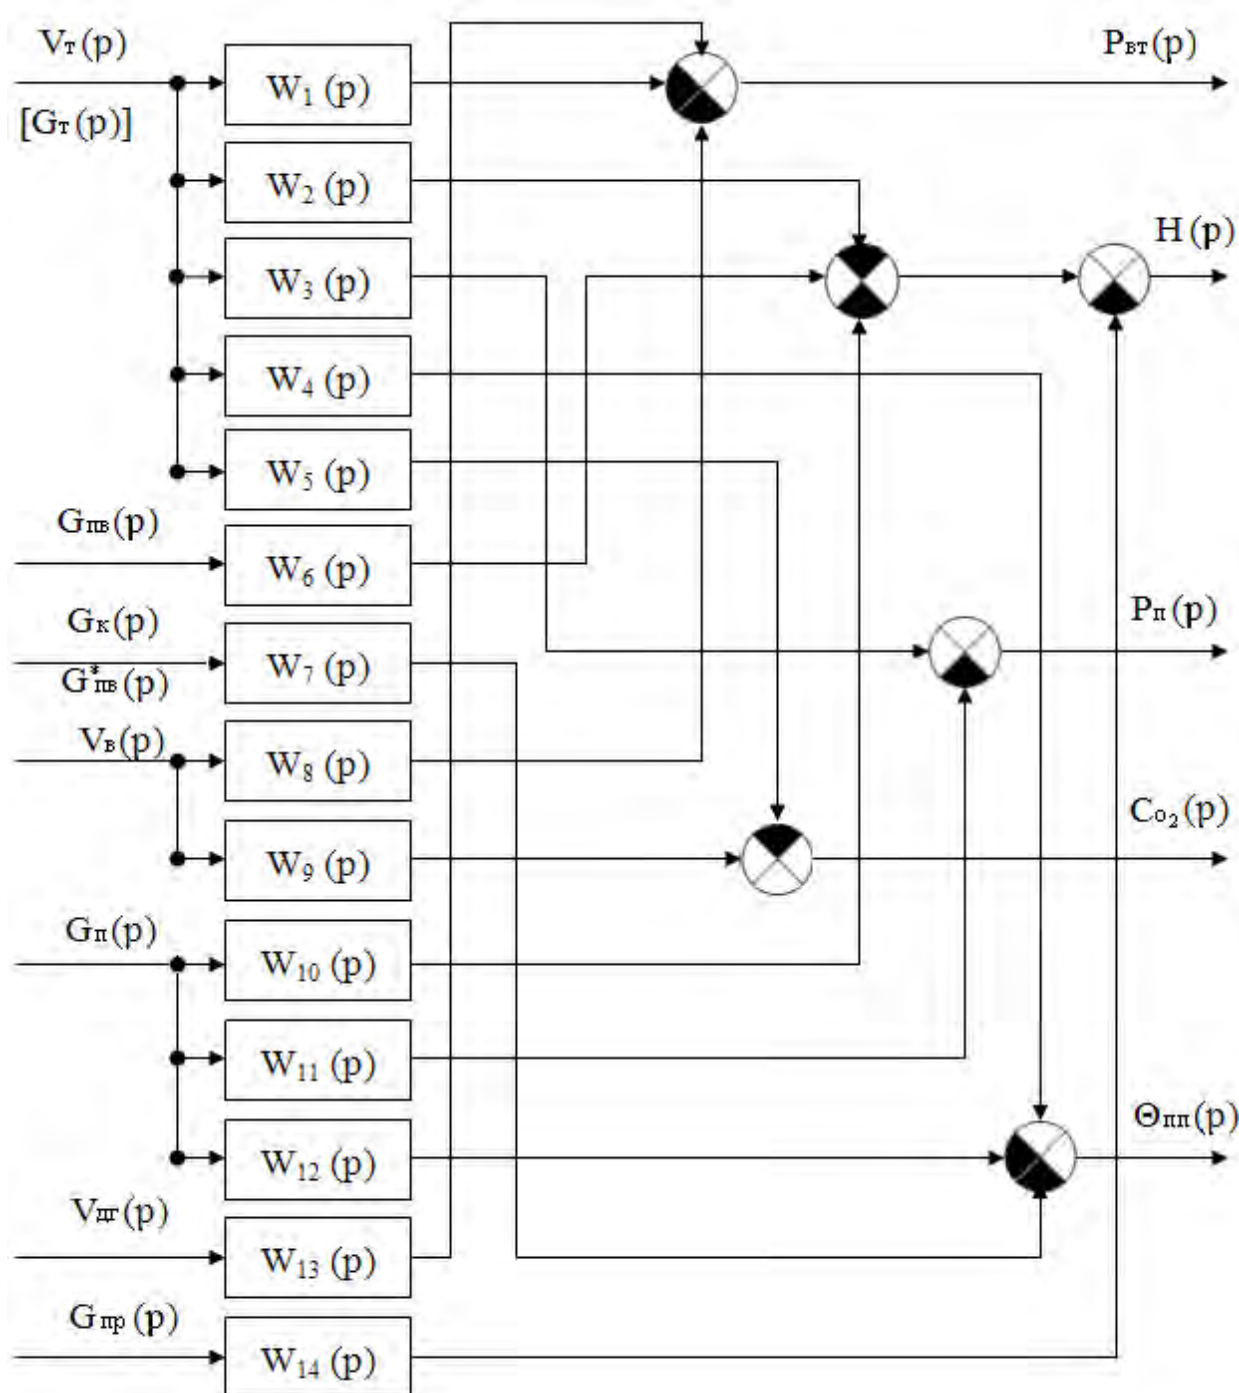 Vт(p)
[Gт(p)]
W1 (p)
Pвт(p)
W2 (p)
H(p)
W3 (p)
W4 (p)
W5 (p)
Gпв(p)
W6 (p)
Gк(p)
Pп(p)
W7 (p)
G*пв(p)
Vв(p)
W8 (p)
Co2(p)
W9 (p)
Gп(p)
W10 (p)
W11 (p)
Θпп(p)
W12 (p)
Vдг(p)
W13 (p)
Gпр(p)
W14 (p)